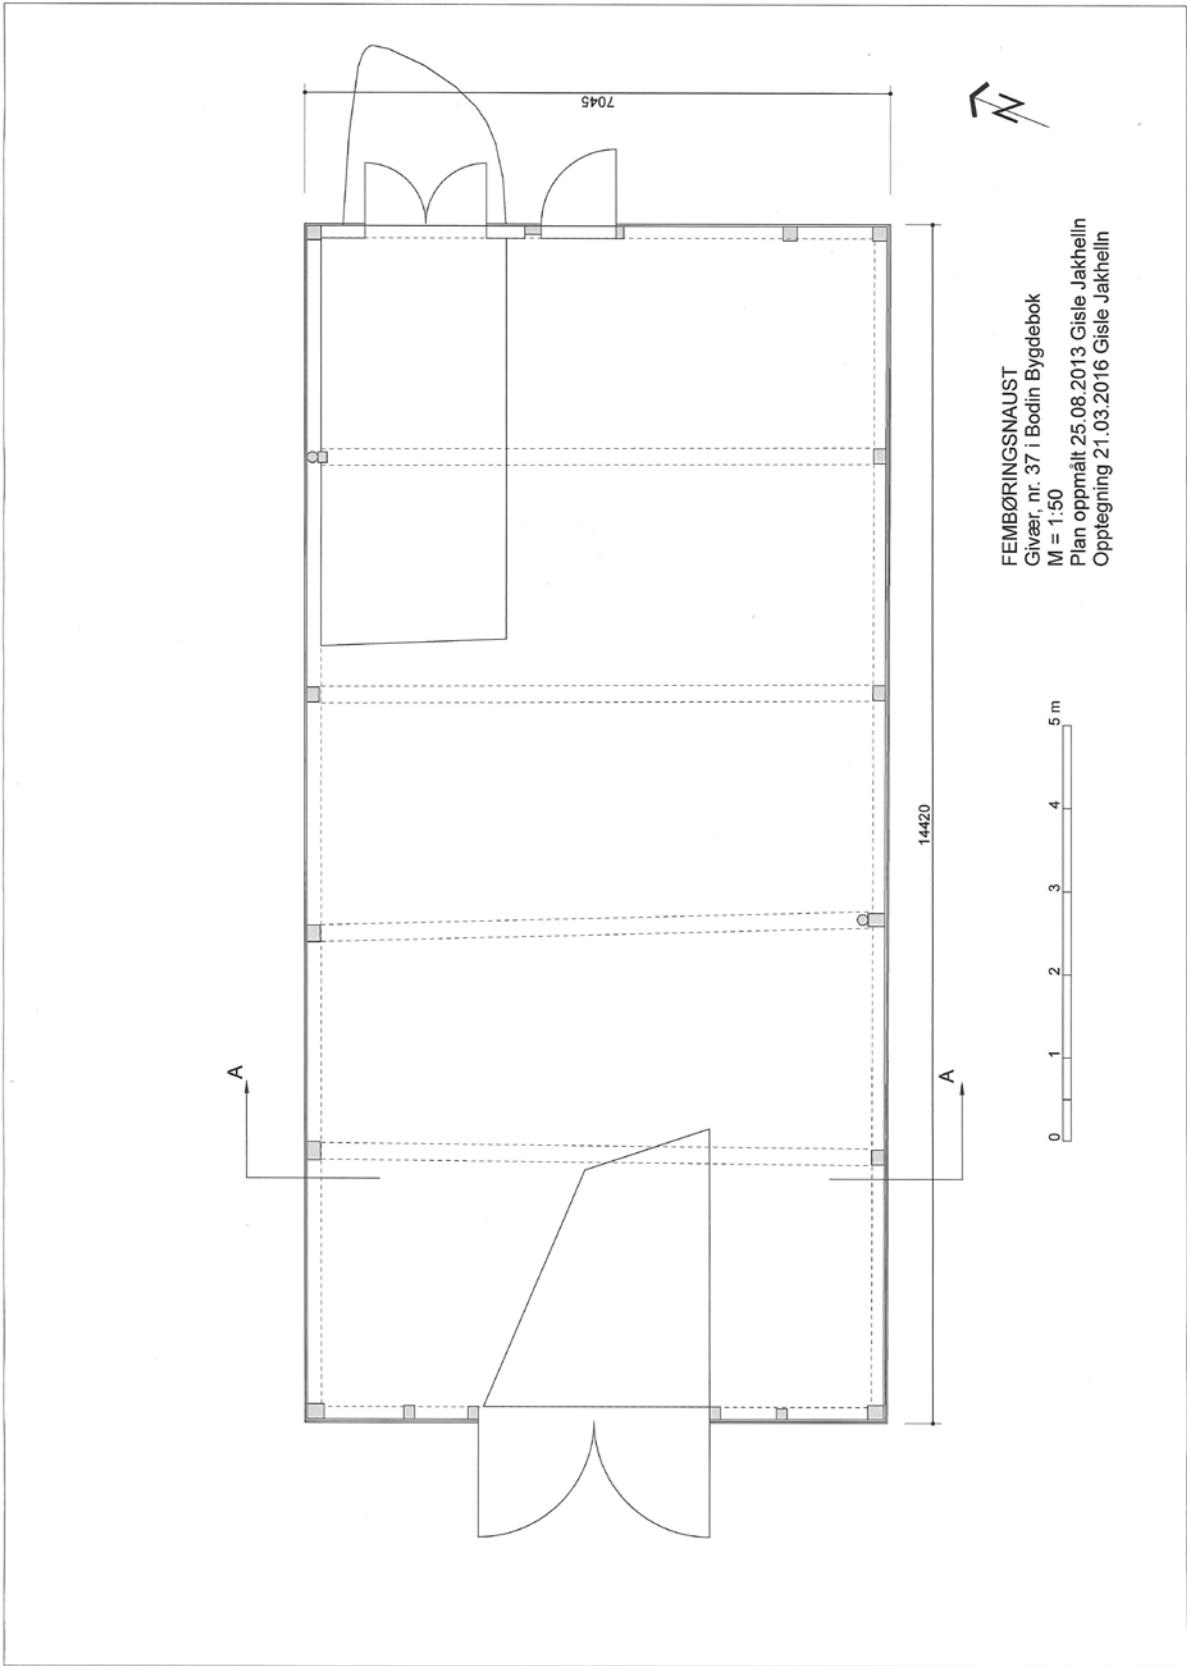 7045
N
FEMBØRINGSNAUST
Givær, nr. 37 i Bodin Bygdebok
M = 1:50
Plan oppmålt 25.08.2013 Gisle Jakhelln
Opptegning 21.03.2016 Gisle Jakhelln
14420
A
A
0 1 2 3 4 5 m